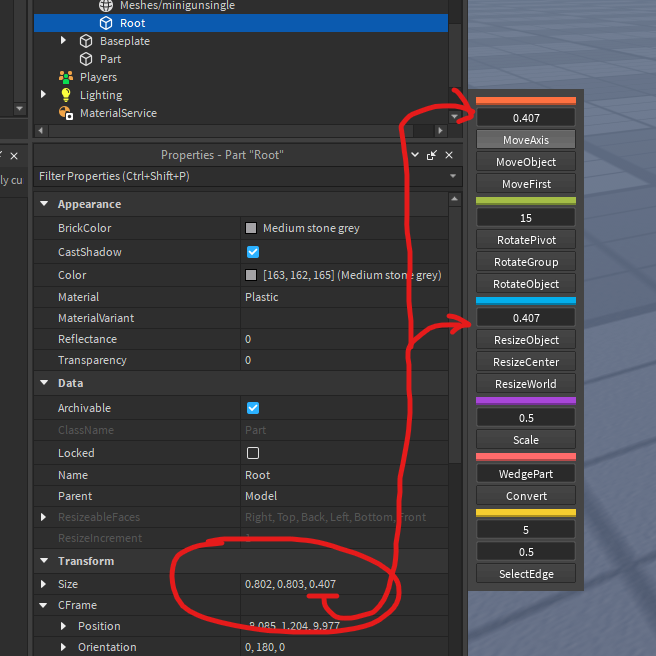 Meshes/minigunsingle
Root
Baseplate
Part
Players
Lighting
MaterialService
ly cu
Properties - Part "Root"
Filter Properties (Ctrl+Shift+P)
Appearance
BrickColor Medium stone grey
CastShadow
Color [163, 162, 165] (Medium stone grey)
Material Plastic
MaterialVariant
Reflectance 0
Transparency 0
Data
Archivable
ClassName Part
Locked
Name Root
Parent Model
ResizeableFaces Right, Top, Back, Left, Bottom, Front
ResizeIncrement 1
Transform
Size 0.802, 0.803, 0.407
CFrame
Position -8.085, 1.204, 9.977
Orientation 0, 180, 0
0.407
MoveAxis
MoveObject
MoveFirst
15
RotatePivot
RotateGroup
RotateObject
0.407
ResizeObject
ResizeCenter
ResizeWorld
0.5
Scale
WedgePart
Convert
5
0.5
SelectEdge